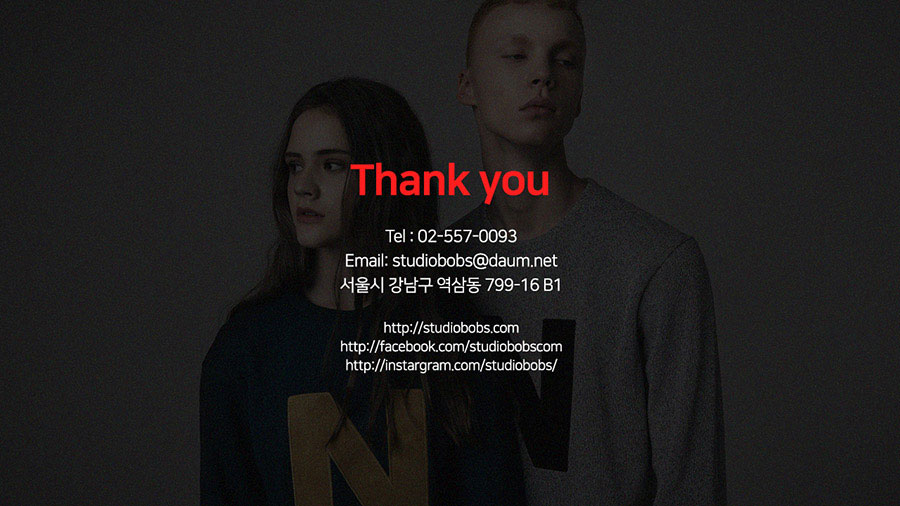 Thank you
Tel : 02-557-0093
Email: studiobobs@daum.net
서울시 강남구 역삼동 799-16 B1
http://studiobobs.com
http://facebook.com/studiobobscom
http://instargram.com/studiobobs/
N
N